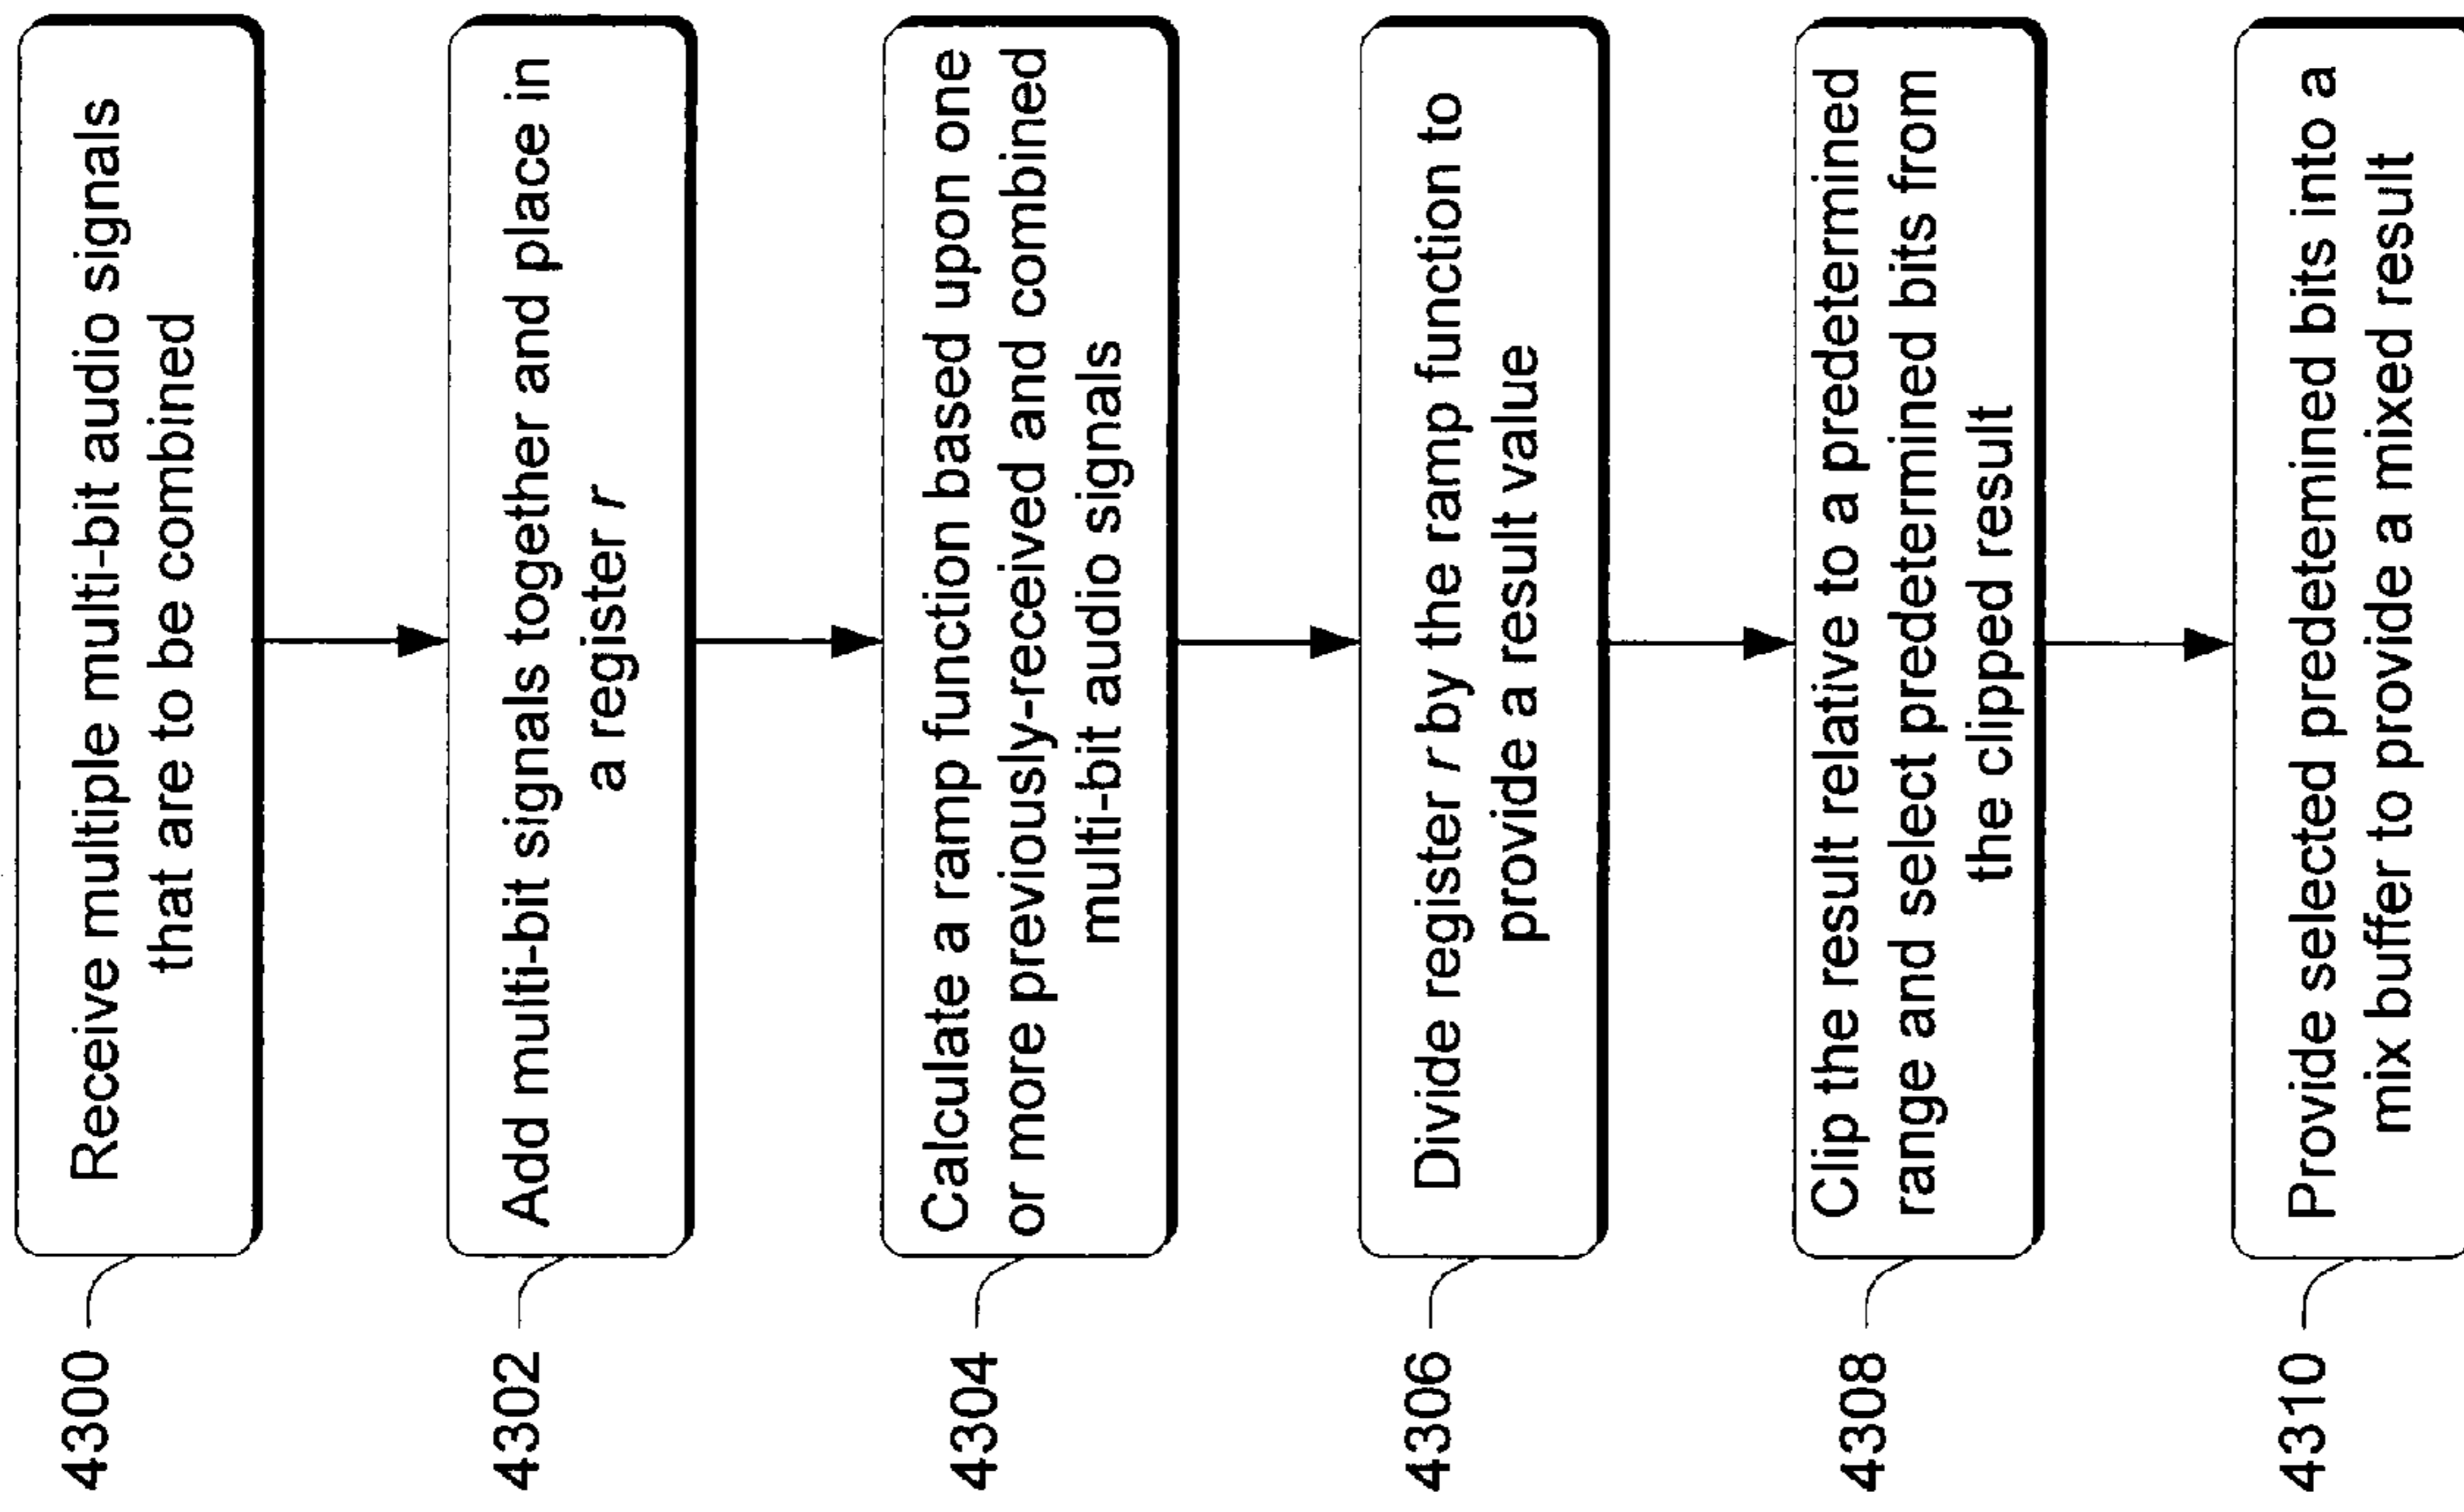 4300
Receive multiple multi-bit audio signals
that are to be combined
4302
Add multi-bit signals together and place in
a register r
4304
Calculate a ramp function based upon one
or more previously-received and combined
multi-bit audio signals
4306
Divide register r by the ramp function to
provide a result value
4308
Clip the result relative to a predetermined
range and select predetermined bits from
the clipped result
4310
Provide selected predetemined bits into a
mix buffer to provide a mixed result